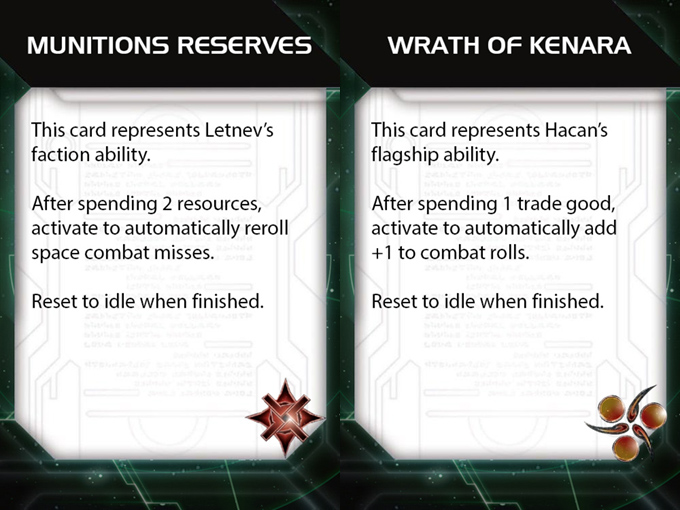 MUNITIONS RESERVES
This card represents Letnev's
faction ability.
After spending 2 resources,
activate to automatically reroll
space combat misses.
Reset to idle when finished.
WRATH OF KENARA
This card represents Hacan's
flagship ability.
After spending 1 trade good,
activate to automatically add
+1 to combat rolls.
Reset to idle when finished.